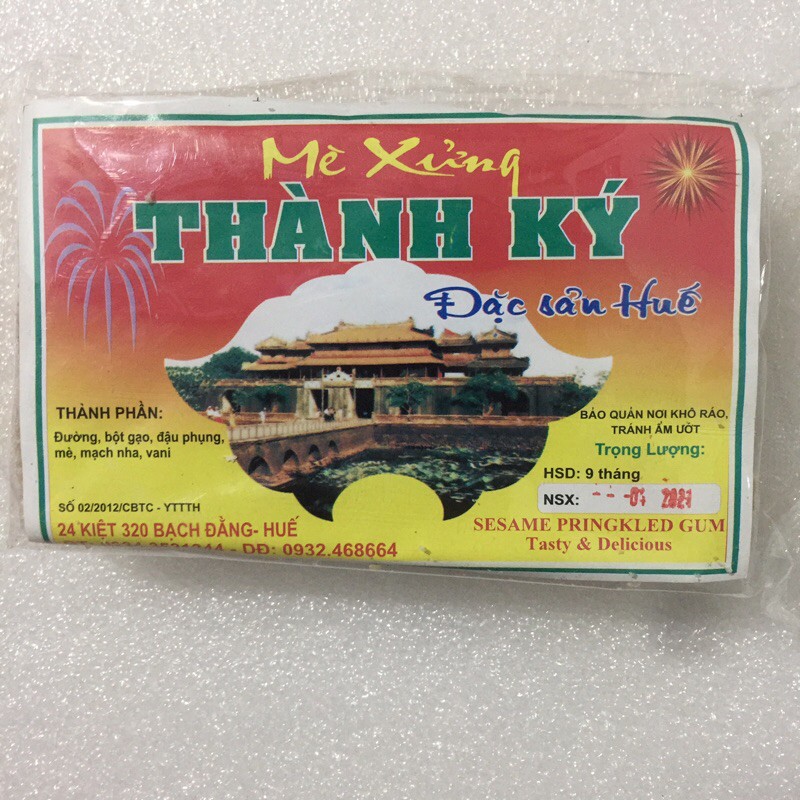 Mè Xửng
THÀNH KÝ
Đặc sản Huế
THÀNH PHẦN:
Đường, bột gạo, đậu phụng,
mè, mạch nha, vani
SỐ 02/2012/CBTC - YTTTH
24 KIỆT 320 BẠCH ĐẰNG- HUẾ
- DĐ: 0932.468664
BẢO QUẢN NƠI KHÔ RÁO,
TRÁNH ẨM ƯỚT
Trọng Lượng:
HSD: 9 tháng
NSX:
SESAME PRINGKLED GUM
Tasty & Delicious